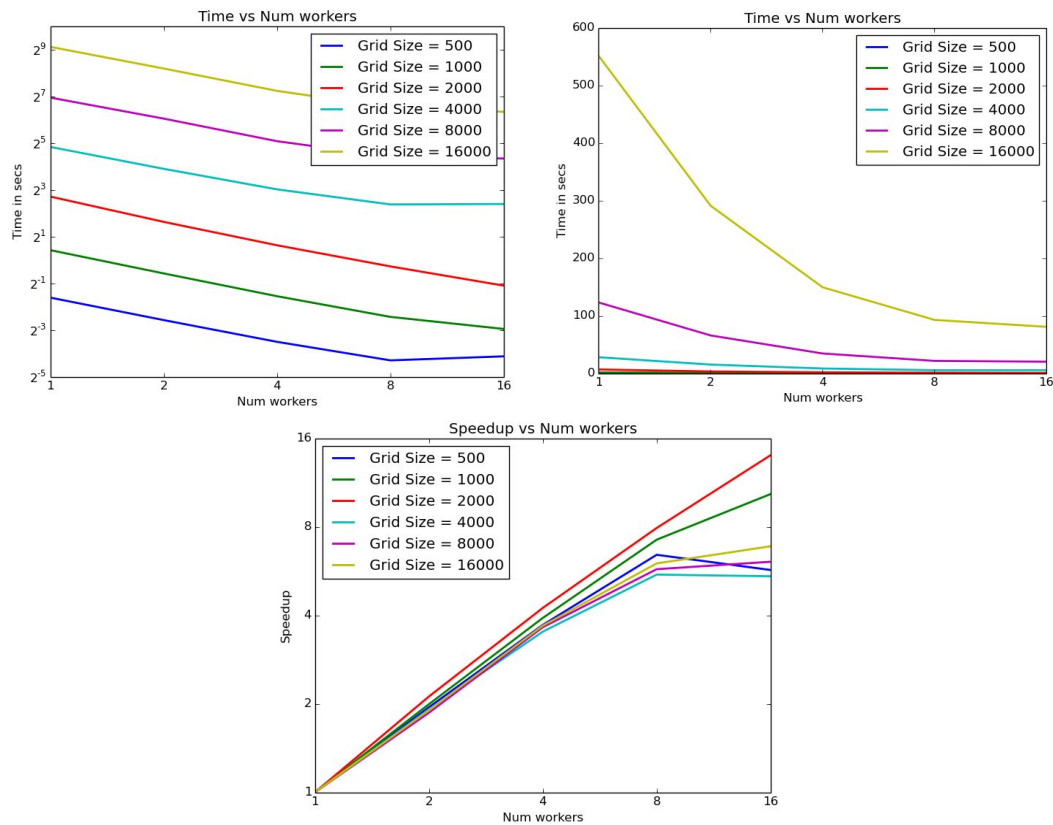 Time vs Num workers
2^9
2^7
2^5
2^3
2^1
2^-1
2^-3
2^-5
Time in secs
Grid Size = 500
Grid Size = 1000
Grid Size = 2000
Grid Size = 4000
Grid Size = 8000
Grid Size = 16000
1 2 4 8 16
Num workers
Time vs Num workers
600
500
400
300
200
100
0
Time in secs
Grid Size = 500
Grid Size = 1000
Grid Size = 2000
Grid Size = 4000
Grid Size = 8000
Grid Size = 16000
1 2 4 8 16
Num workers
Speedup vs Num workers
16
8
4
2
1
Speedup
Grid Size = 500
Grid Size = 1000
Grid Size = 2000
Grid Size = 4000
Grid Size = 8000
Grid Size = 16000
1 2 4 8 16
Num workers